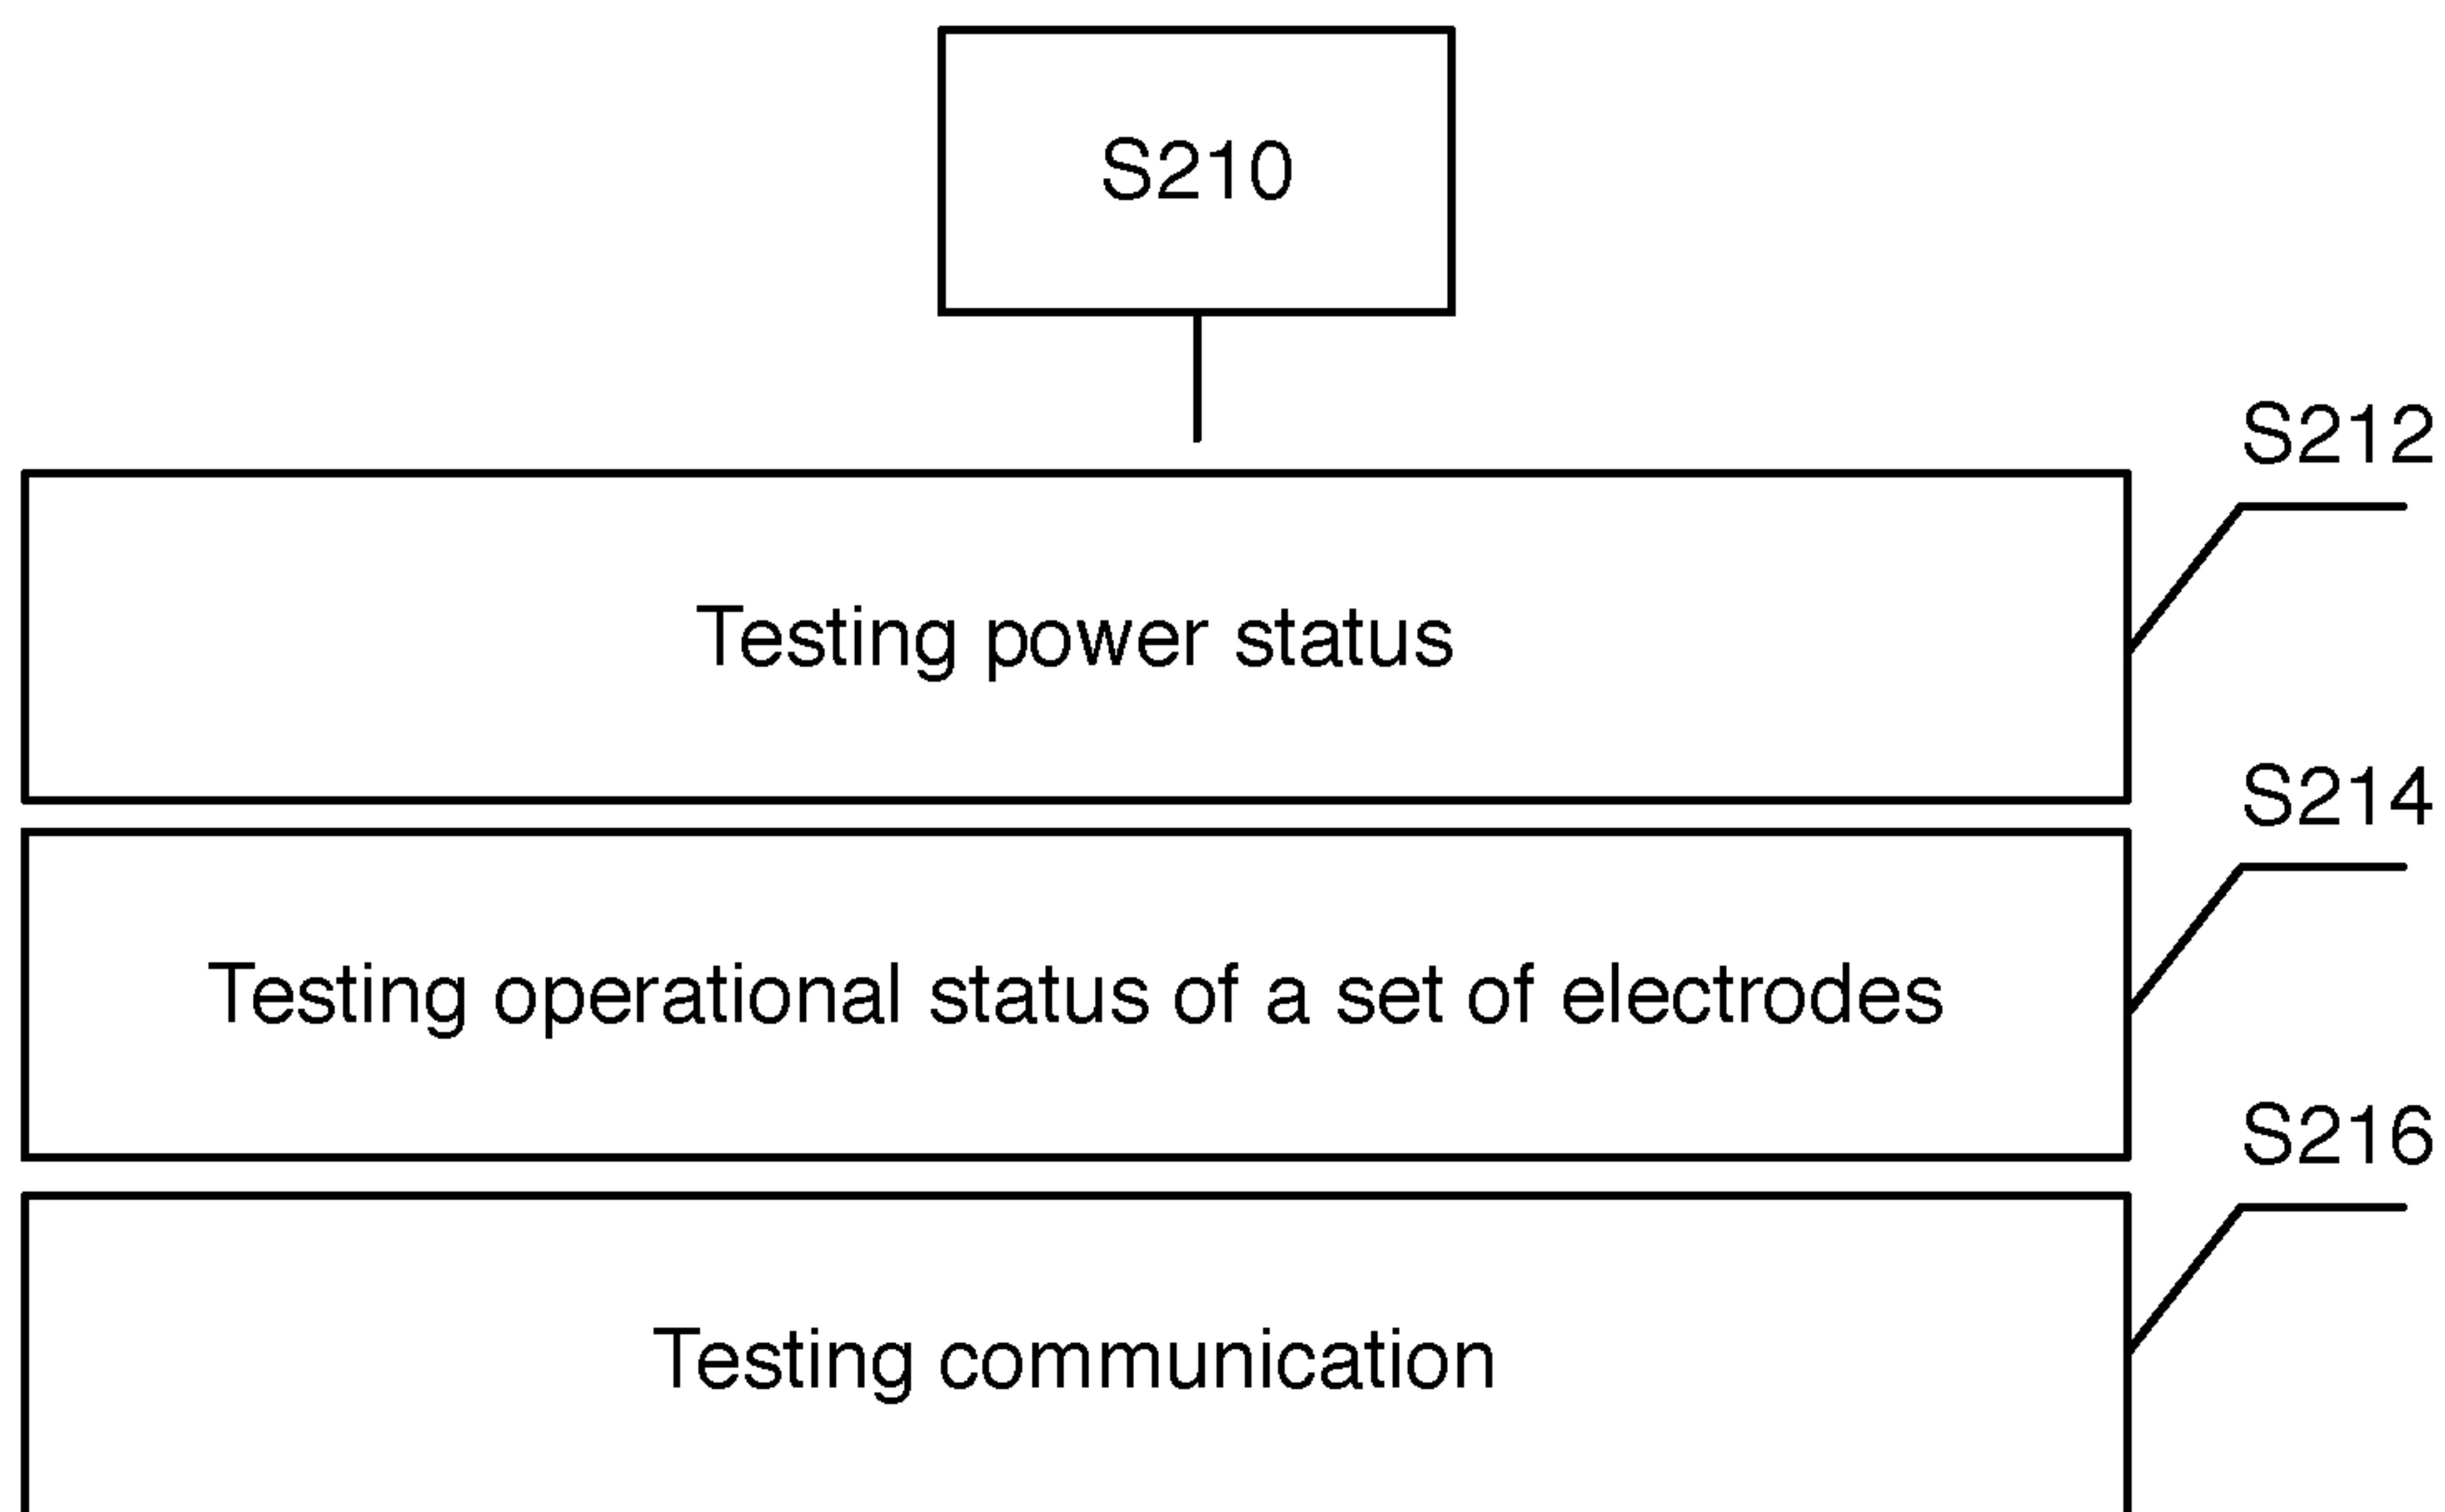 S210
S212
Testing power status
S214
Testing operational status of a set of electrodes
S216
Testing communication